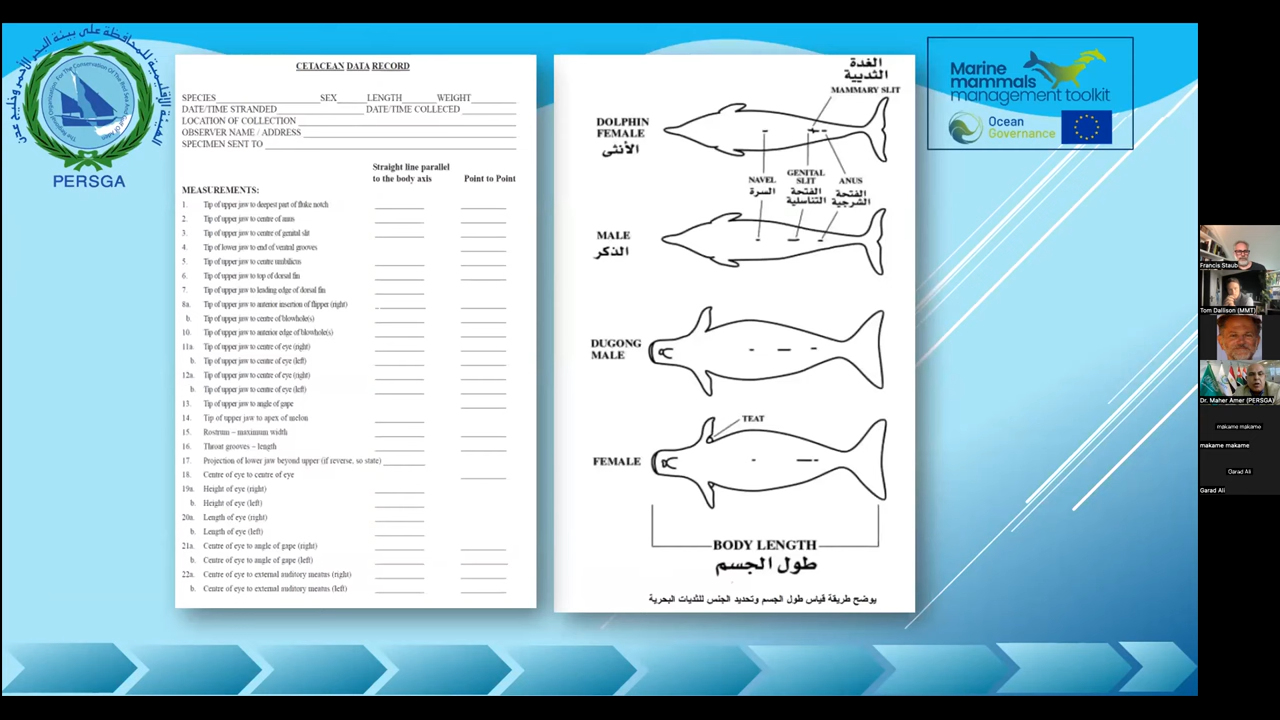 المنظمة الإقليمية للمحافظة على بيئة البحر الأحمر وخليج عدن
PERSGA
CETACEAN DATA RECORD
SPECIES SEX LENGTH WEIGHT
DATE/TIME STRANDED DATE/TIME COLLECED
LOCATION OF COLLECTION
OBSERVER NAME / ADDRESS
SPECIMEN SENT TO
Straight line parallel
to the body axis Point to Point
MEASUREMENTS:
1. Tip of upper jaw to deepest part of fluke notch
2. Tip of upper jaw to centre of anus
3. Tip of upper jaw to centre of genital slit
4. Tip of lower jaw to end of ventral grooves
5. Tip of upper jaw to centre umbilicus
6. Tip of upper jaw to top of dorsal fin
7. Tip of upper jaw to leading edge of dorsal fin
8a. Tip of upper jaw to anterior insertion of flipper (right)
b. Tip of upper jaw to centre of blowhole(s)
10. Tip of upper jaw to anterior edge of blowhole(s)
11a. Tip of upper jaw to centre of eye (right)
b. Tip of upper jaw to centre of eye (left)
12a. Tip of upper jaw to centre of eye (right)
b. Tip of upper jaw to centre of eye (left)
13. Tip of upper jaw to angle of gape
14. Tip of upper jaw to apex of melon
15. Rostrum – maximum width
16. Throat grooves – length
17. Projection of lower jaw beyond upper (if reverse, so state)
18. Centre of eye to centre of eye
19a. Height of eye (right)
b. Height of eye (left)
20a. Length of eye (right)
b. Length of eye (left)
21a. Centre of eye to angle of gape (right)
b. Centre of eye to angle of gape (left)
22a. Centre of eye to external auditory meatus (right)
b. Centre of eye to external auditory meatus (left)
الغدة
الثديية
MAMMARY SLIT
DOLPHIN
FEMALE
الأنثى
NAVEL
السرة
GENITAL
SLIT
الفتحة
التناسلية
ANUS
الفتحة
الشرجية
MALE
الذكر
DUGONG
MALE
TEAT
FEMALE
BODY LENGTH
طول الجسم
يوضح طريقة قياس طول الجسم وتحديد الجنس للثديات البحرية
Marine
mammals
management toolkit
Ocean
Governance
Francis Staub
Tom Dallison (MMT)
Dr. Maher Amer (PERSGA)
makame makame
makame makame
Garad Ali
Garad Ali